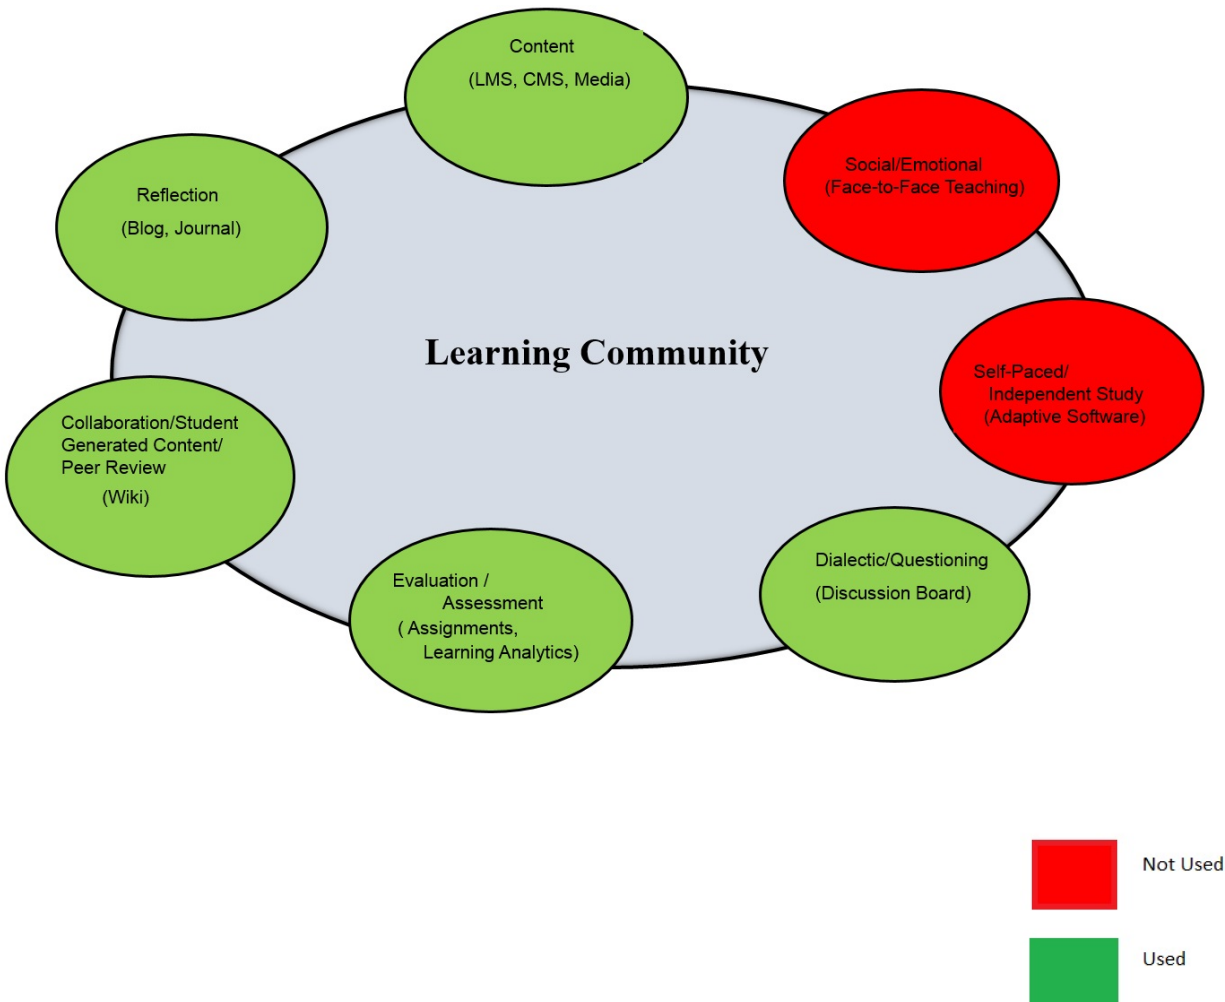 Content
(LMS, CMS, Media)
Social/Emotional
(Face-to-Face Teaching)
Reflection
(Blog, Journal)
Learning Community
Self-Paced/
Independent Study
(Adaptive Software)
Collaboration/Student
Generated Content/
Peer Review
(Wiki)
Evaluation /
Assessment
( Assignments,
Learning Analytics)
Dialectic/Questioning
(Discussion Board)
Not Used
Used